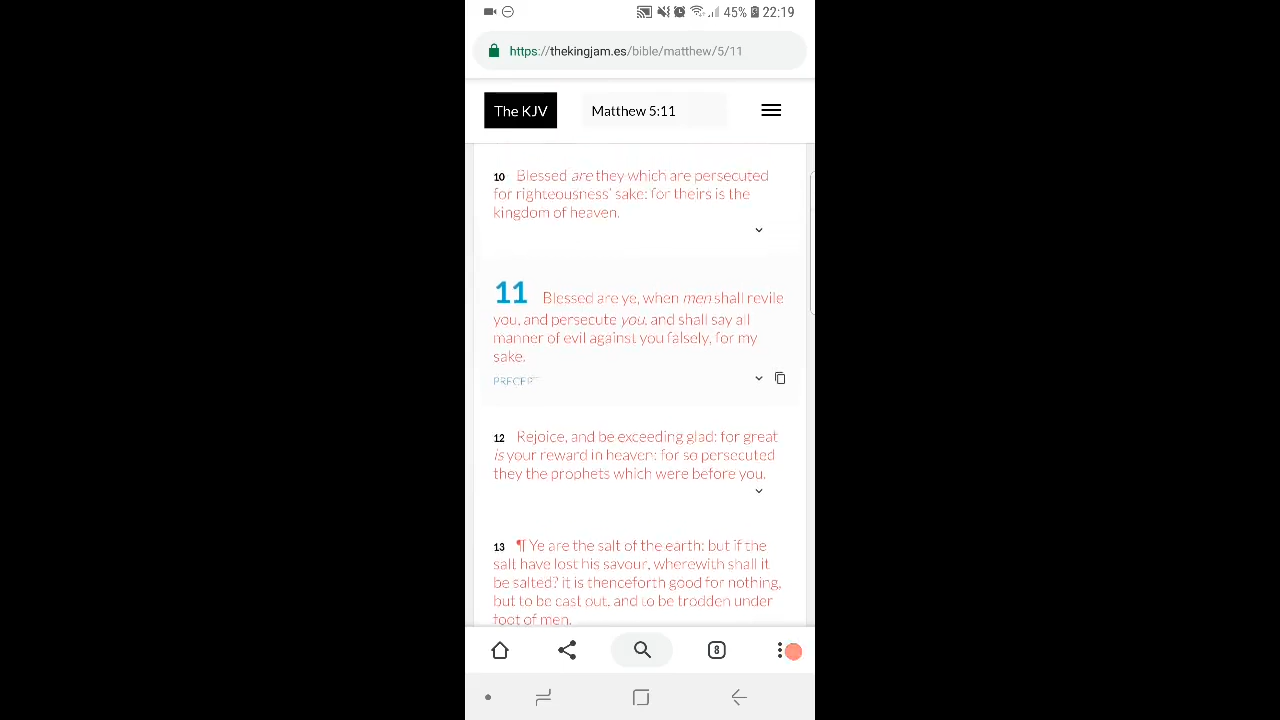 45% 22:19
https://thekingjam.es/bible/matthew/5/11
The KJV Matthew 5:11
10 Blessed are they which are persecuted
for righteousness' sake: for theirs is the
kingdom of heaven.
11 Blessed are ye, when men shall revile
you, and persecute you, and shall say all
manner of evil against you falsely, for my
sake.
PRECEPT
12 Rejoice, and be exceeding glad: for great
is your reward in heaven: for so persecuted
they the prophets which were before you.
13 ¶ Ye are the salt of the earth: but if the
salt have lost his savour, wherewith shall it
be salted? it is thenceforth good for nothing,
but to be cast out, and to be trodden under
foot of men.
8